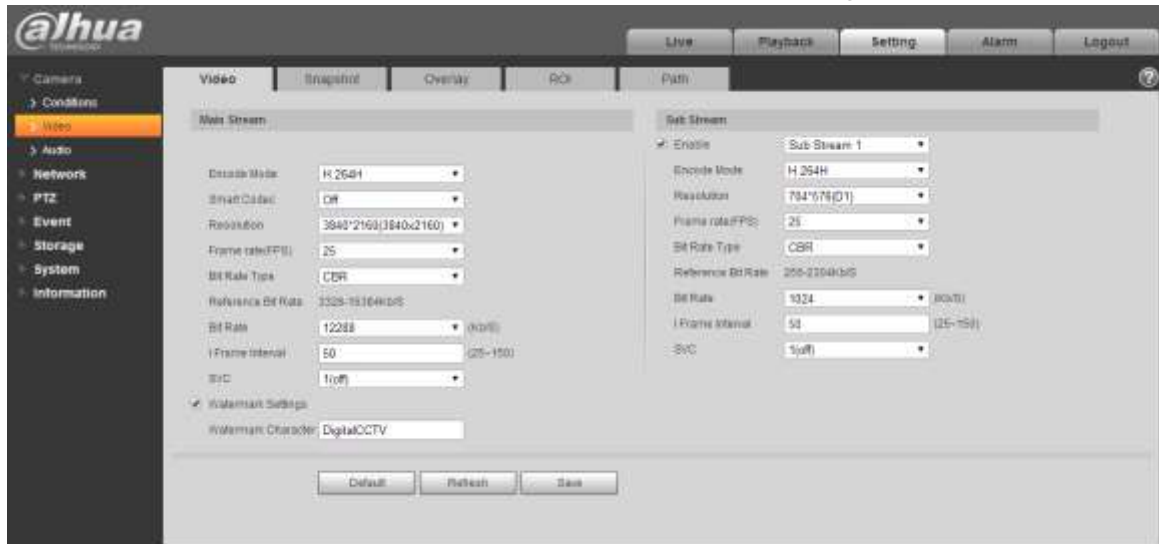 alhua
TECHNOLOGY
Live Playback Setting Alarm Logout
Camera
Conditions
Video
Audio
Network
PTZ
Event
Storage
System
Information
Video Snapshot Overlay ROI Path
Main Stream
Encode Mode H.264H
Smart Codec Off
Resolution 3840*2160(3840x2160)
Frame rate(FPS) 25
Bit Rate Type CBR
Reference Bit Rate 3328-15360Kb/S
Bit Rate 12288 (Kb/S)
I Frame Interval 50 (25~150)
SVC 1(off)
Watermark Settings
Watermark Character DigitalCCTV
Sub Stream
Enable Sub Stream 1
Encode Mode H.264H
Resolution 704*576(D1)
Frame rate(FPS) 25
Bit Rate Type CBR
Reference Bit Rate 256-2304Kb/S
Bit Rate 1024 (Kb/S)
I Frame Interval 50 (25~150)
SVC 1(off)
Default Refresh Save